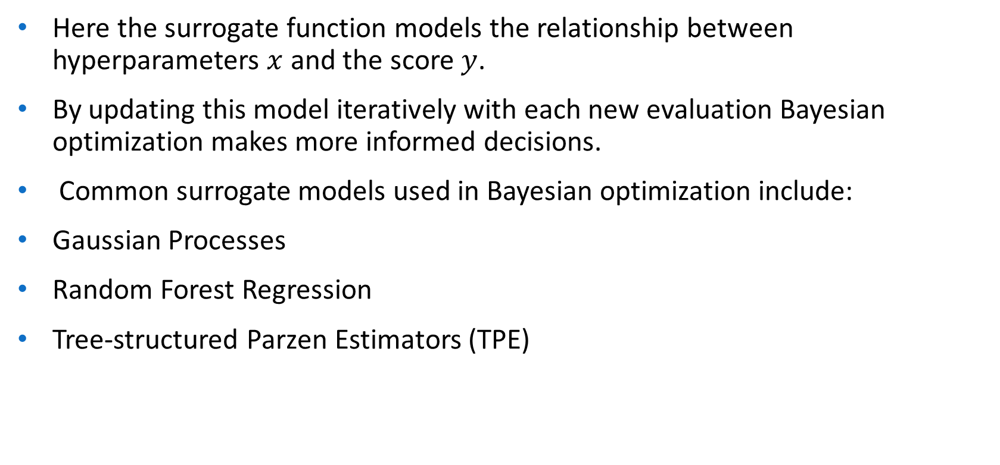 • Here the surrogate function models the relationship between
hyperparameters 𝑥 and the score 𝑦.
• By updating this model iteratively with each new evaluation Bayesian
optimization makes more informed decisions.
• Common surrogate models used in Bayesian optimization include:
• Gaussian Processes
• Random Forest Regression
• Tree-structured Parzen Estimators (TPE)